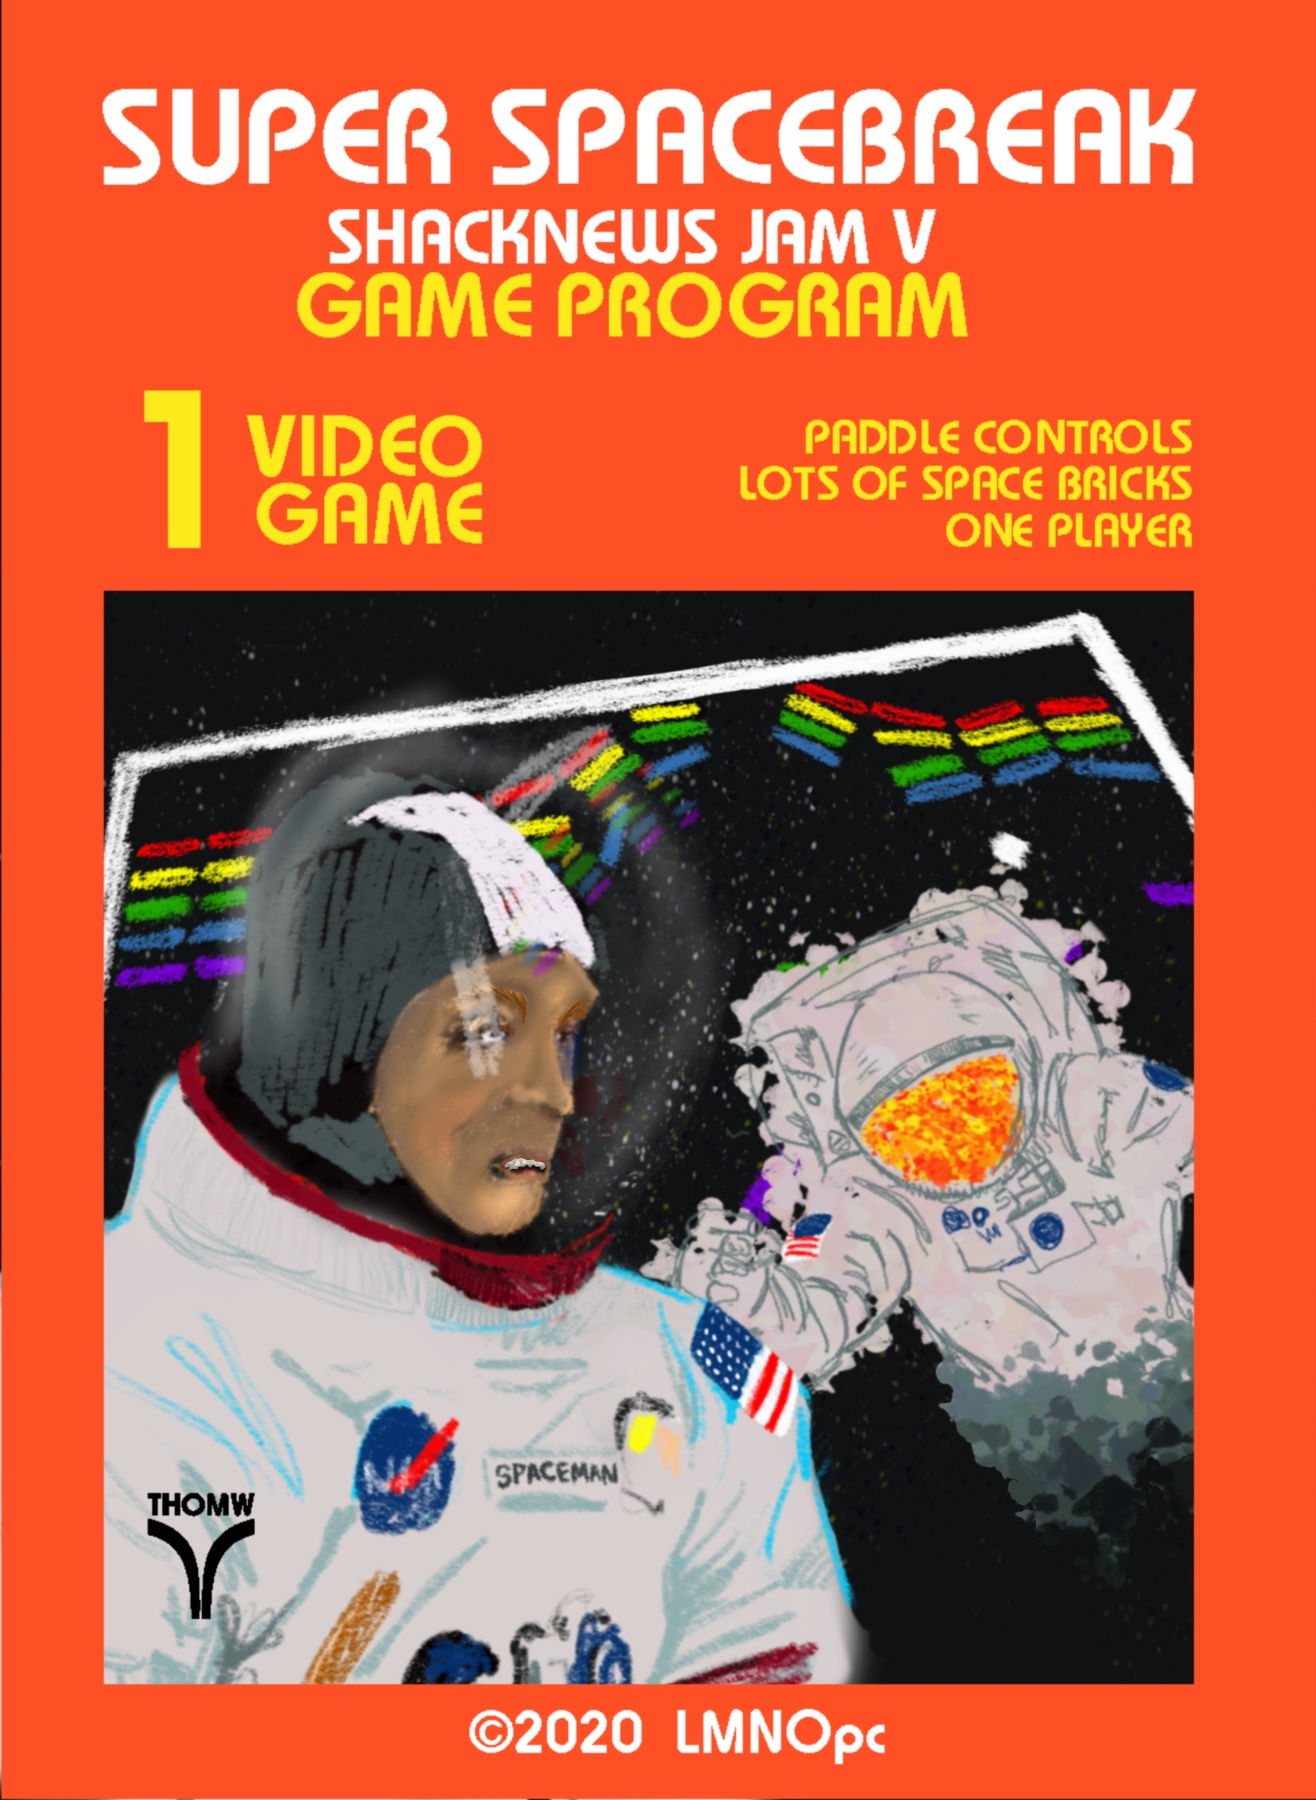 SUPER SPACEBREAK
SHACKNEWS JAM V
GAME PROGRAM
1 VIDEO
GAME
PADDLE CONTROLS
LOTS OF SPACE BRICKS
ONE PLAYER
SPACEMAN
THOMW
©2020 LMNOpc